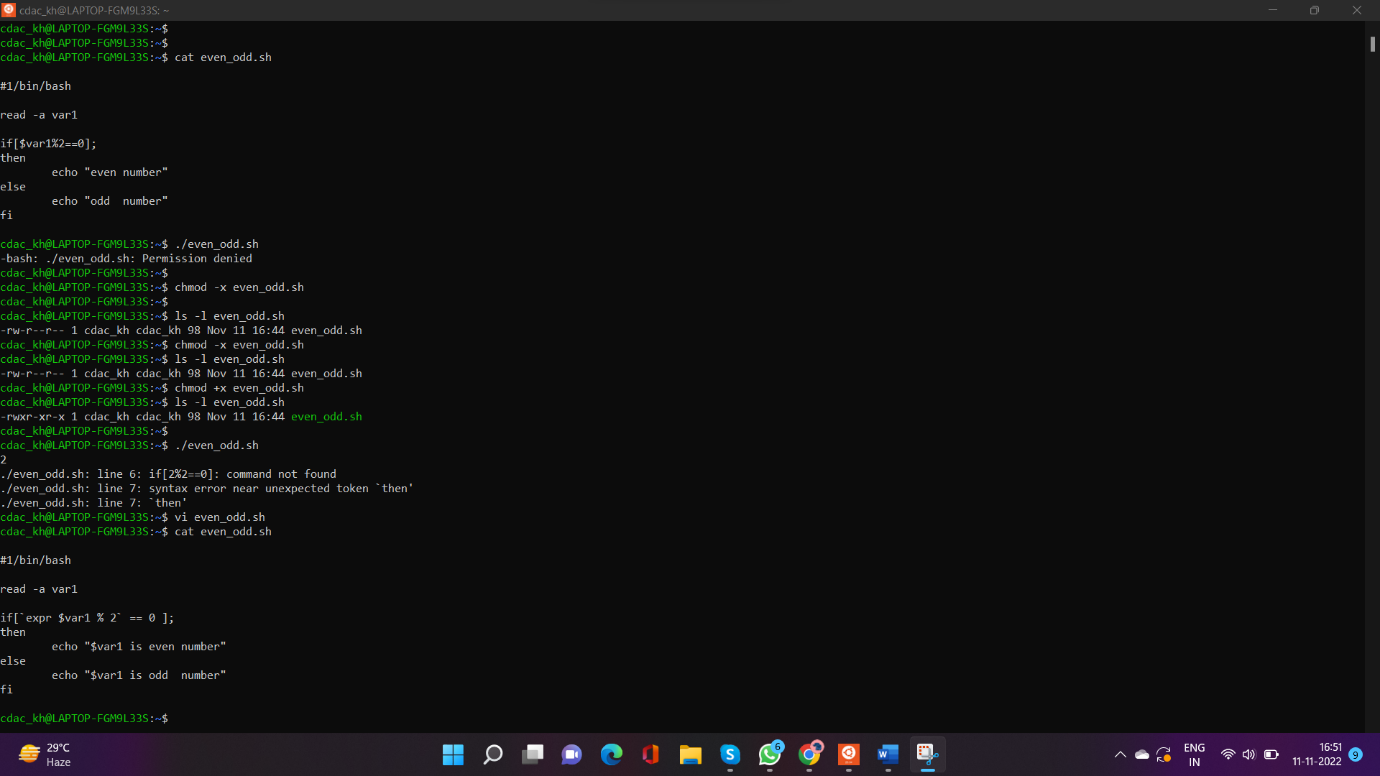 cdac_kh@LAPTOP-FGM9L33S: ~
cdac_kh@LAPTOP-FGM9L33S:~$
cdac_kh@LAPTOP-FGM9L33S:~$
cdac_kh@LAPTOP-FGM9L33S:~$ cat even_odd.sh
#1/bin/bash
read -a var1
if[$var1%2==0];
then
echo "even number"
else
echo "odd  number"
fi
cdac_kh@LAPTOP-FGM9L33S:~$ ./even_odd.sh
-bash: ./even_odd.sh: Permission denied
cdac_kh@LAPTOP-FGM9L33S:~$
cdac_kh@LAPTOP-FGM9L33S:~$ chmod -x even_odd.sh
cdac_kh@LAPTOP-FGM9L33S:~$
cdac_kh@LAPTOP-FGM9L33S:~$ ls -l even_odd.sh
-rw-r--r-- 1 cdac_kh cdac_kh 98 Nov 11 16:44 even_odd.sh
cdac_kh@LAPTOP-FGM9L33S:~$ chmod -x even_odd.sh
cdac_kh@LAPTOP-FGM9L33S:~$ ls -l even_odd.sh
-rw-r--r-- 1 cdac_kh cdac_kh 98 Nov 11 16:44 even_odd.sh
cdac_kh@LAPTOP-FGM9L33S:~$ chmod +x even_odd.sh
cdac_kh@LAPTOP-FGM9L33S:~$ ls -l even_odd.sh
-rwxr-xr-x 1 cdac_kh cdac_kh 98 Nov 11 16:44 even_odd.sh
cdac_kh@LAPTOP-FGM9L33S:~$
cdac_kh@LAPTOP-FGM9L33S:~$ ./even_odd.sh
2
./even_odd.sh: line 6: if[2%2==0]: command not found
./even_odd.sh: line 7: syntax error near unexpected token `then'
./even_odd.sh: line 7: `then'
cdac_kh@LAPTOP-FGM9L33S:~$ vi even_odd.sh
cdac_kh@LAPTOP-FGM9L33S:~$ cat even_odd.sh
#1/bin/bash
read -a var1
if[`expr $var1 % 2` == 0 ];
then
echo "$var1 is even number"
else
echo "$var1 is odd  number"
fi
cdac_kh@LAPTOP-FGM9L33S:~$
29°C
Haze
6
ENG
IN
16:51
11-11-2022
9